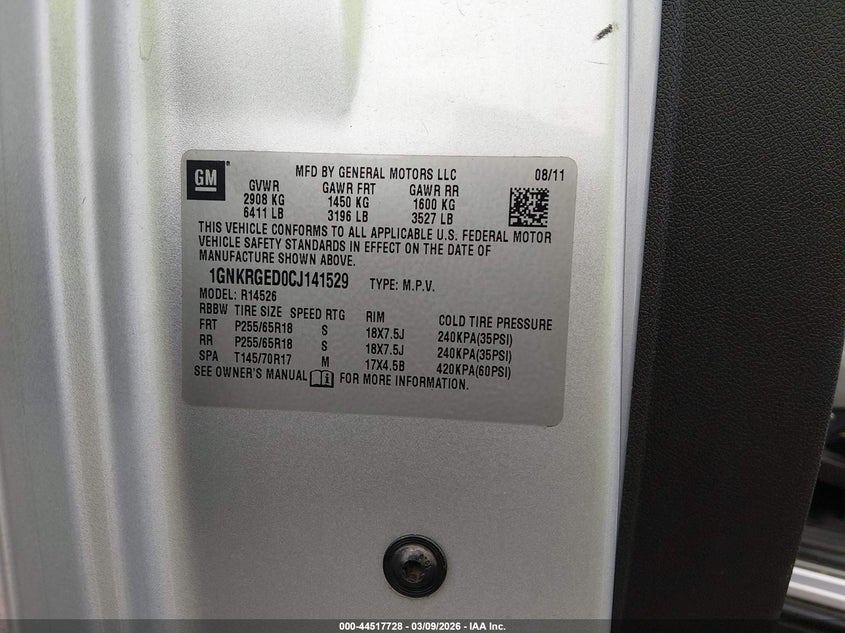 GM ®
MFD BY GENERAL MOTORS LLC 08/11
GVWR GAWR FRT GAWR RR
2908 KG 1450 KG 1600 KG
6411 LB 3196 LB 3527 LB
THIS VEHICLE CONFORMS TO ALL APPLICABLE U.S. FEDERAL MOTOR
VEHICLE SAFETY STANDARDS IN EFFECT ON THE DATE OF
MANUFACTURE SHOWN ABOVE.
1GNKRGED0CJ141529 TYPE: M.P.V.
MODEL: R14526
RBBW TIRE SIZE SPEED RTG RIM COLD TIRE PRESSURE
FRT P255/65R18 S 18X7.5J 240KPA(35PSI)
RR P255/65R18 S 18X7.5J 240KPA(35PSI)
SPA T145/70R17 M 17X4.5B 420KPA(60PSI)
SEE OWNER'S MANUAL FOR MORE INFORMATION.
000-44517728 - 03/09/2026 - IAA Inc.